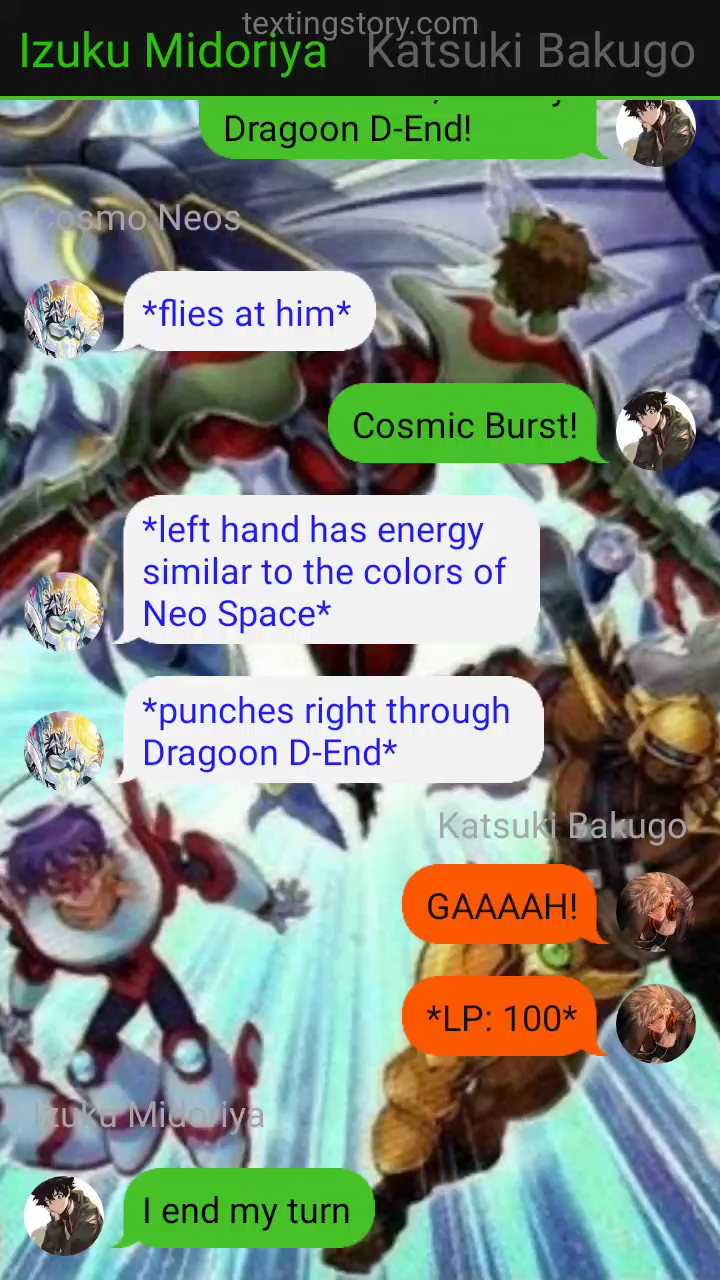 textingstory.com
Izuku Midoriya
Katsuki Bakugo
Dragoon D-End!
Cosmo Neos
*flies at him*
Cosmic Burst!
*left hand has energy
similar to the colors of
Neo Space*
*punches right through
Dragoon D-End*
Katsuki Bakugo
GAAAAH!
*LP: 100*
Izuku Midoriya
I end my turn